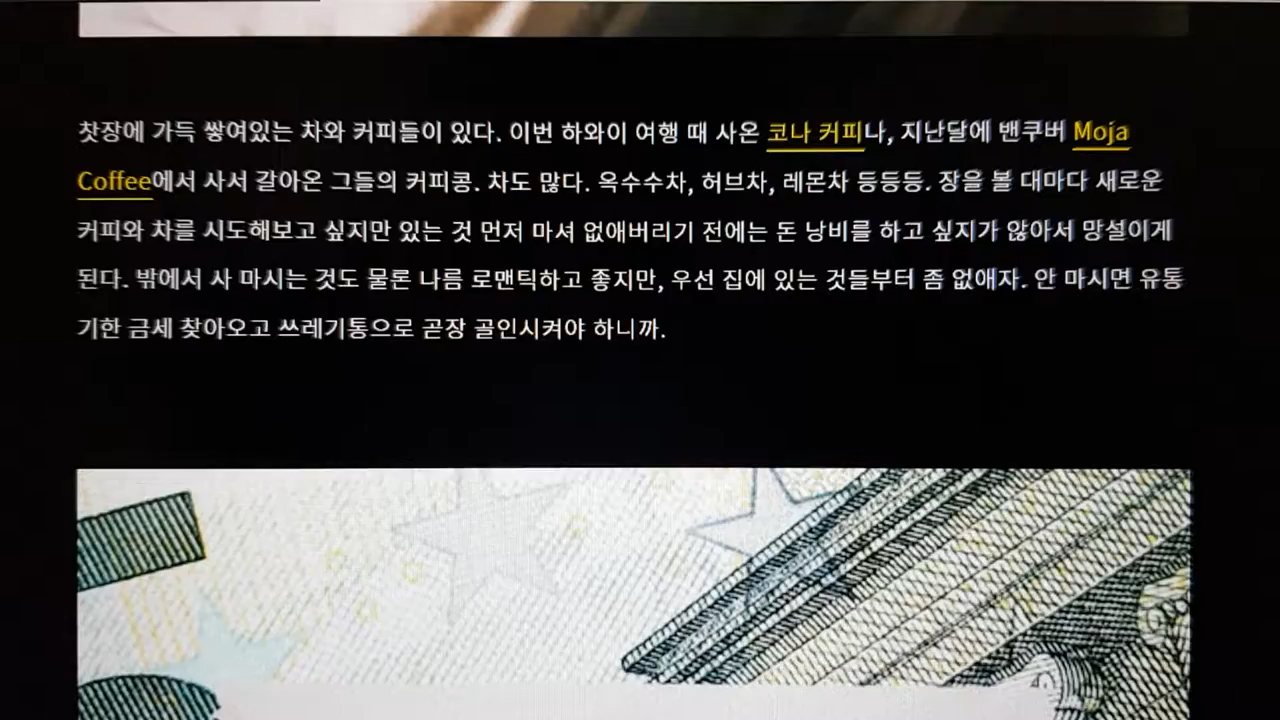 찻장에 가득 쌓여있는 차와 커피들이 있다. 이번 하와이 여행 때 사온 코나 커피나, 지난달에 밴쿠버 Moja
Coffee에서 사서 갈아온 그들의 커피콩. 차도 많다. 옥수수차, 허브차, 레몬차 등등등. 장을 볼 대마다 새로운
커피와 차를 시도해보고 싶지만 있는 것 먼저 마셔 없애버리기 전에는 돈 낭비를 하고 싶지가 않아서 망설이게
된다. 밖에서 사 마시는 것도 물론 나름 로맨틱하고 좋지만, 우선 집에 있는 것들부터 좀 없애자. 안 마시면 유통
기한 금세 찾아오고 쓰레기통으로 곧장 골인시켜야 하니까.